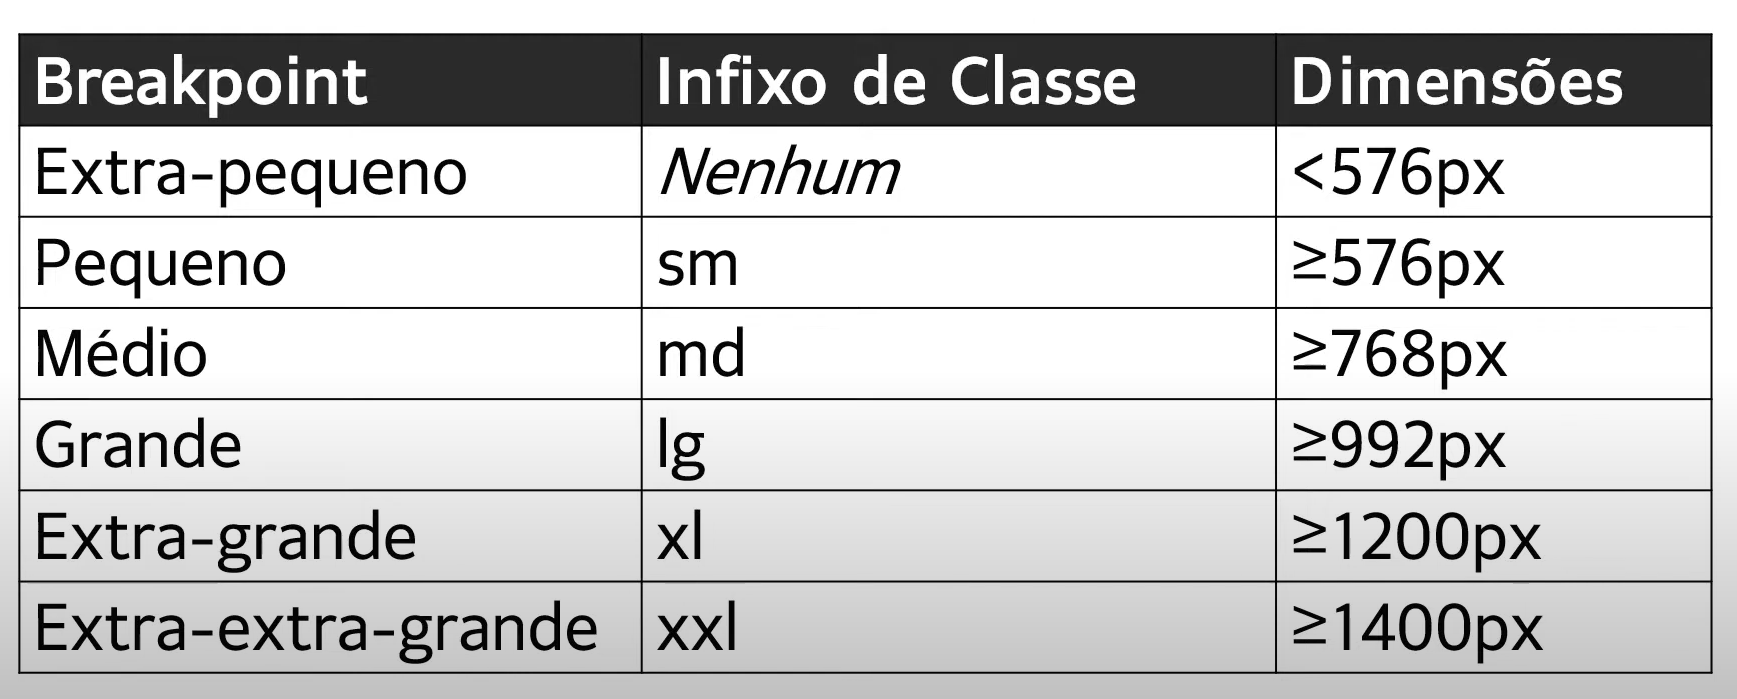 Breakpoint Infixo de Classe Dimensões
Extra-pequeno Nenhum <576px
Pequeno sm ≥576px
Médio md ≥768px
Grande lg ≥992px
Extra-grande xl ≥1200px
Extra-extra-grande xxl ≥1400px